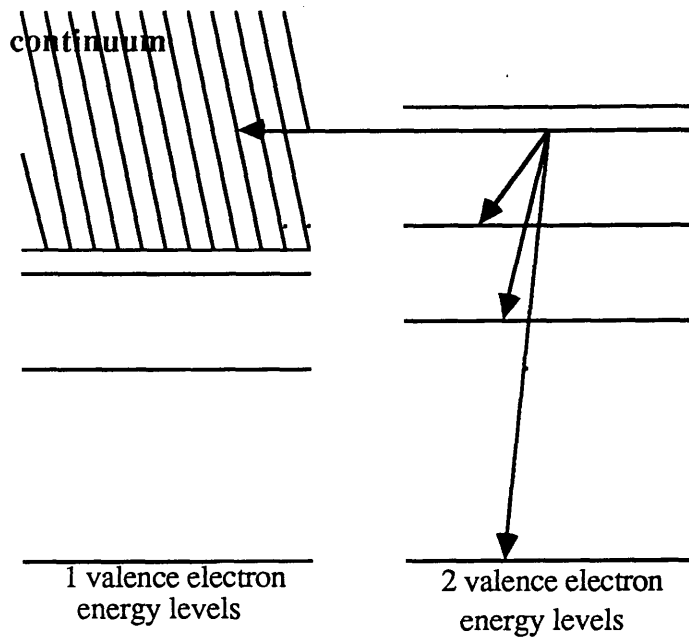 continuum
1 valence electron
energy levels
2 valence electron
energy levels